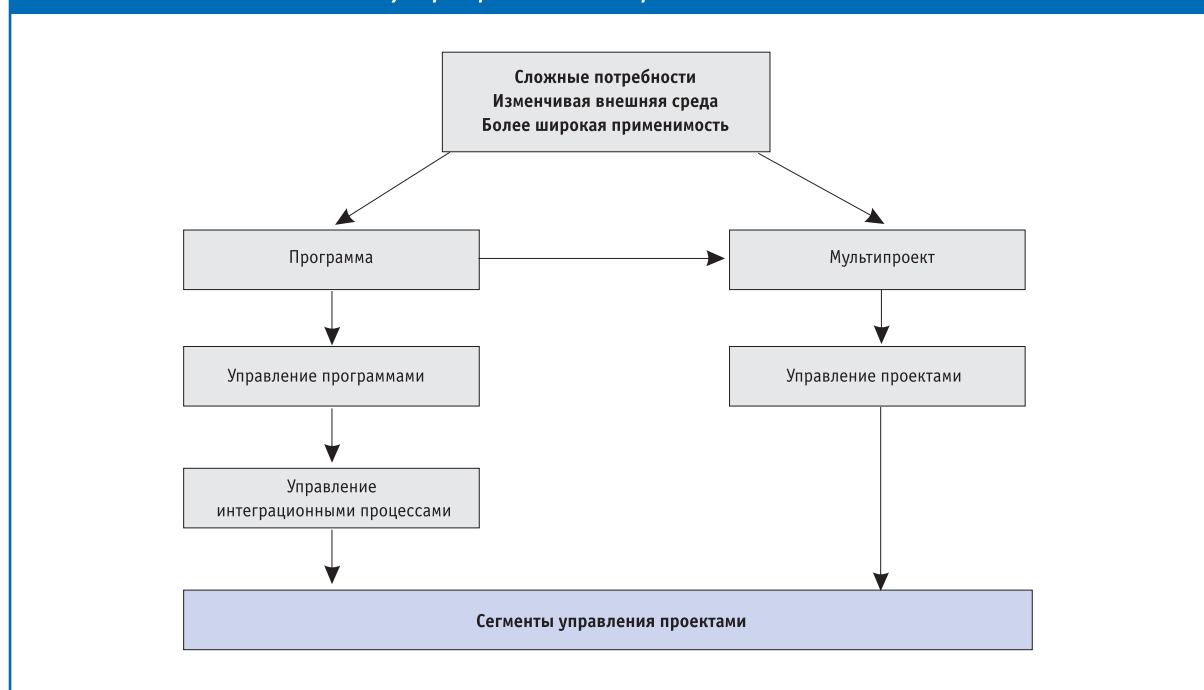 Сложные потребности
Изменчивая внешняя среда
Более широкая применимость
Программа
Мультипроект
Управление программами
Управление проектами
Управление
интеграционными процессами
Сегменты управления проектами